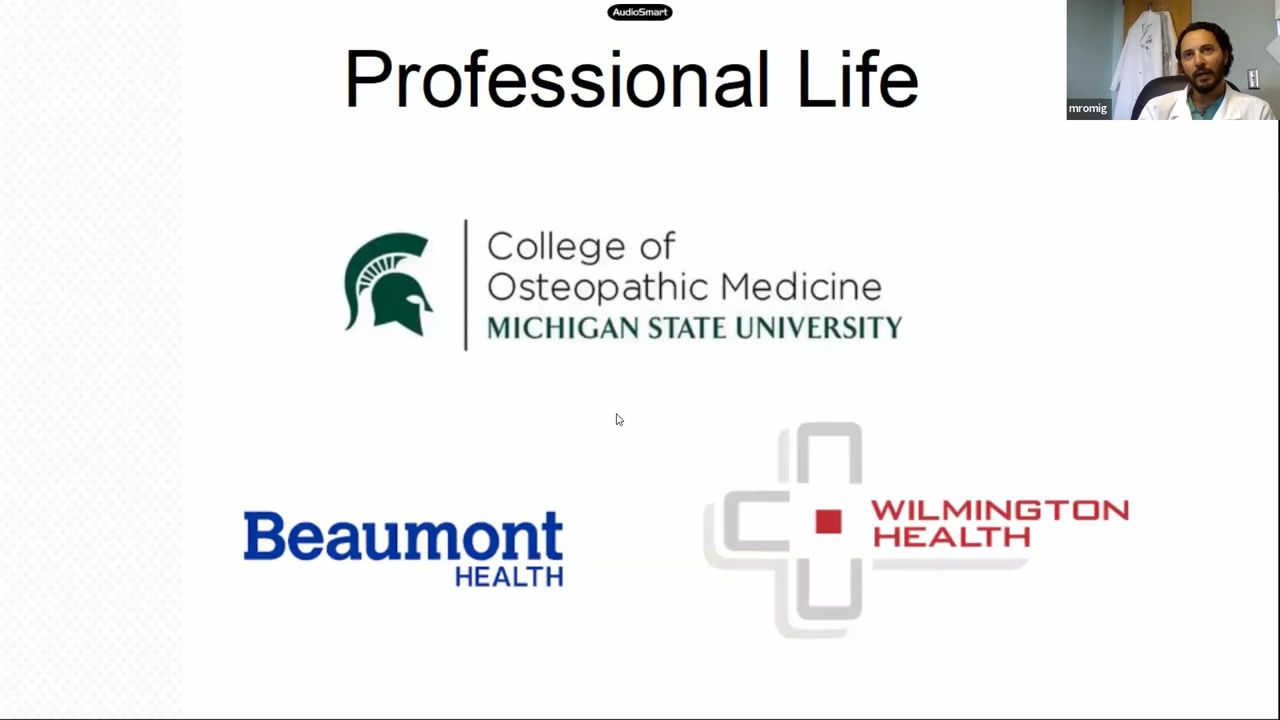 AudioSmart
Professional Life
mromig
College of
Osteopathic Medicine
MICHIGAN STATE UNIVERSITY
Beaumont
HEALTH
WILMINGTON
HEALTH